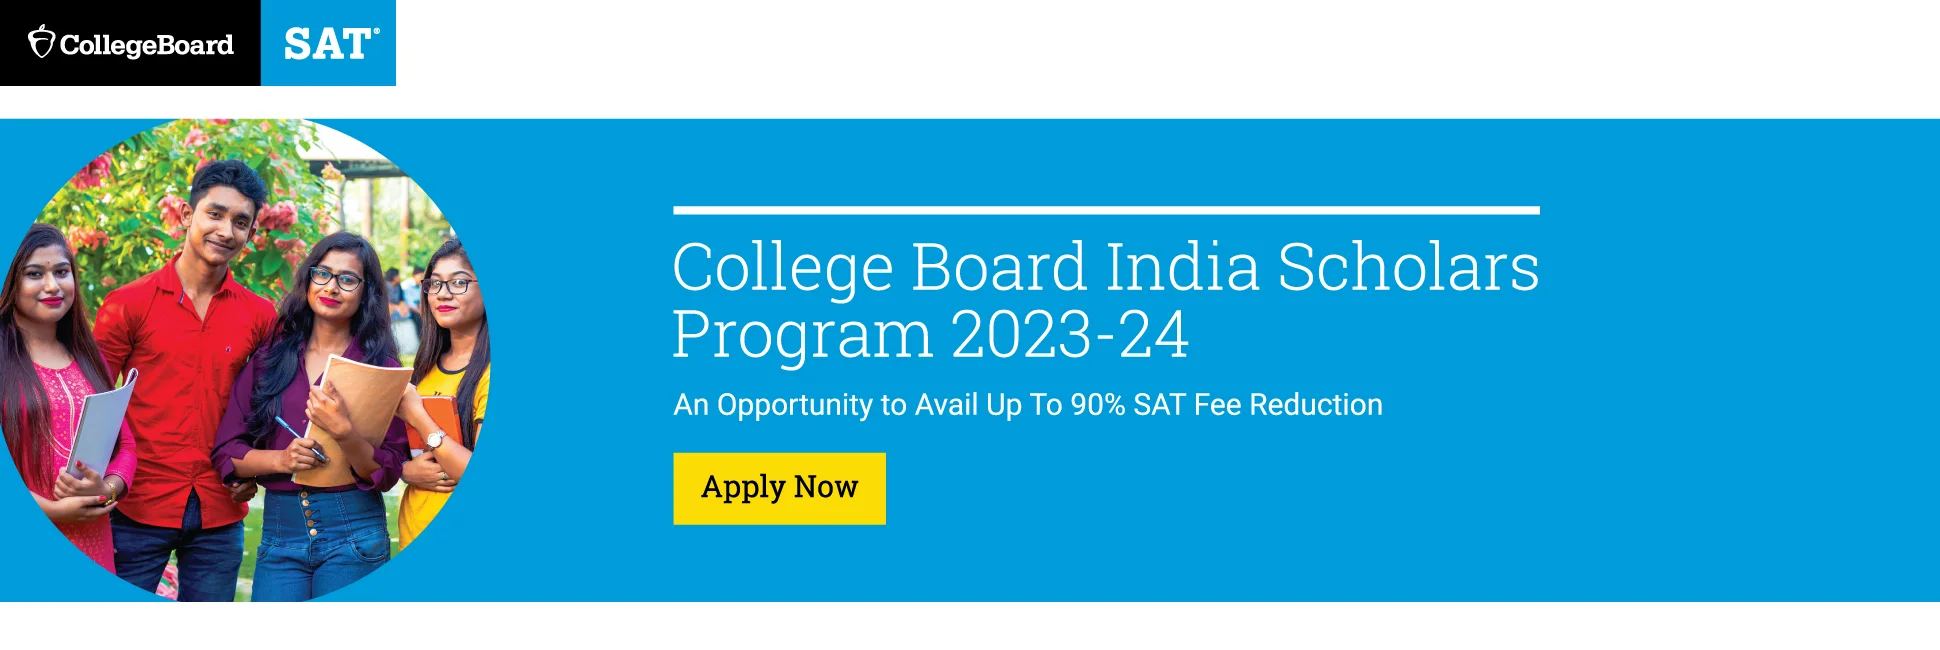 CollegeBoard SAT®
College Board India Scholars
Program 2023-24
An Opportunity to Avail Up To 90% SAT Fee Reduction
Apply Now